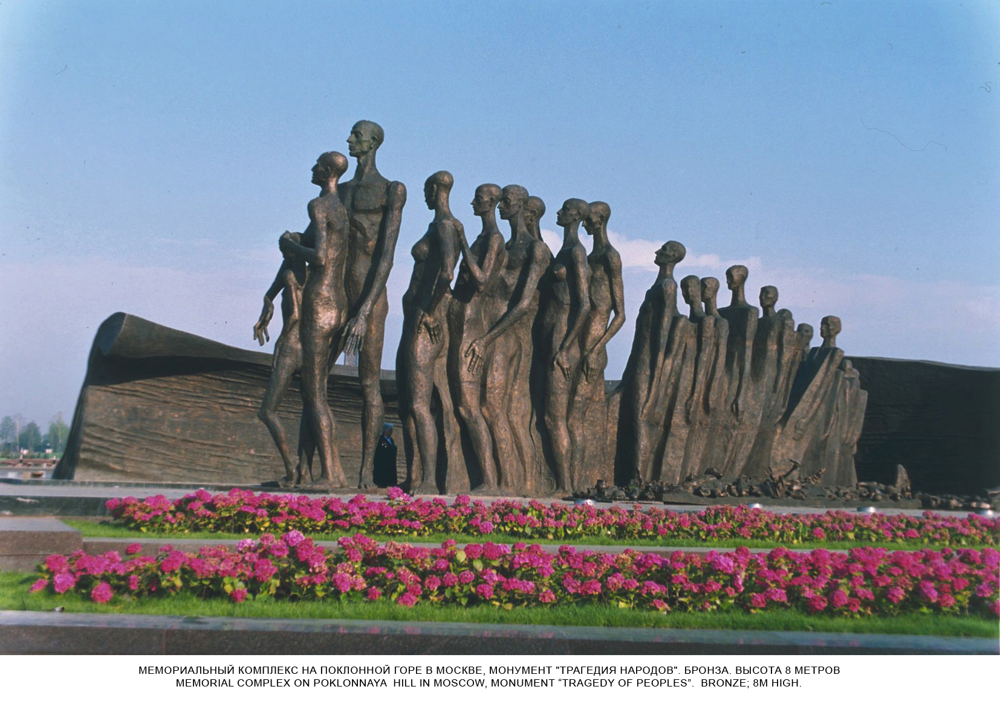 МЕМОРИАЛЬНЫЙ КОМПЛЕКС НА ПОКЛОННОЙ ГОРЕ В МОСКВЕ, МОНУМЕНТ "ТРАГЕДИЯ НАРОДОВ". БРОНЗА. ВЫСОТА 8 МЕТРОВ
MEMORIAL COMPLEX ON POKLONNAYA  HILL IN MOSCOW, MONUMENT “TRAGEDY OF PEOPLES”.  BRONZE; 8M HIGH.